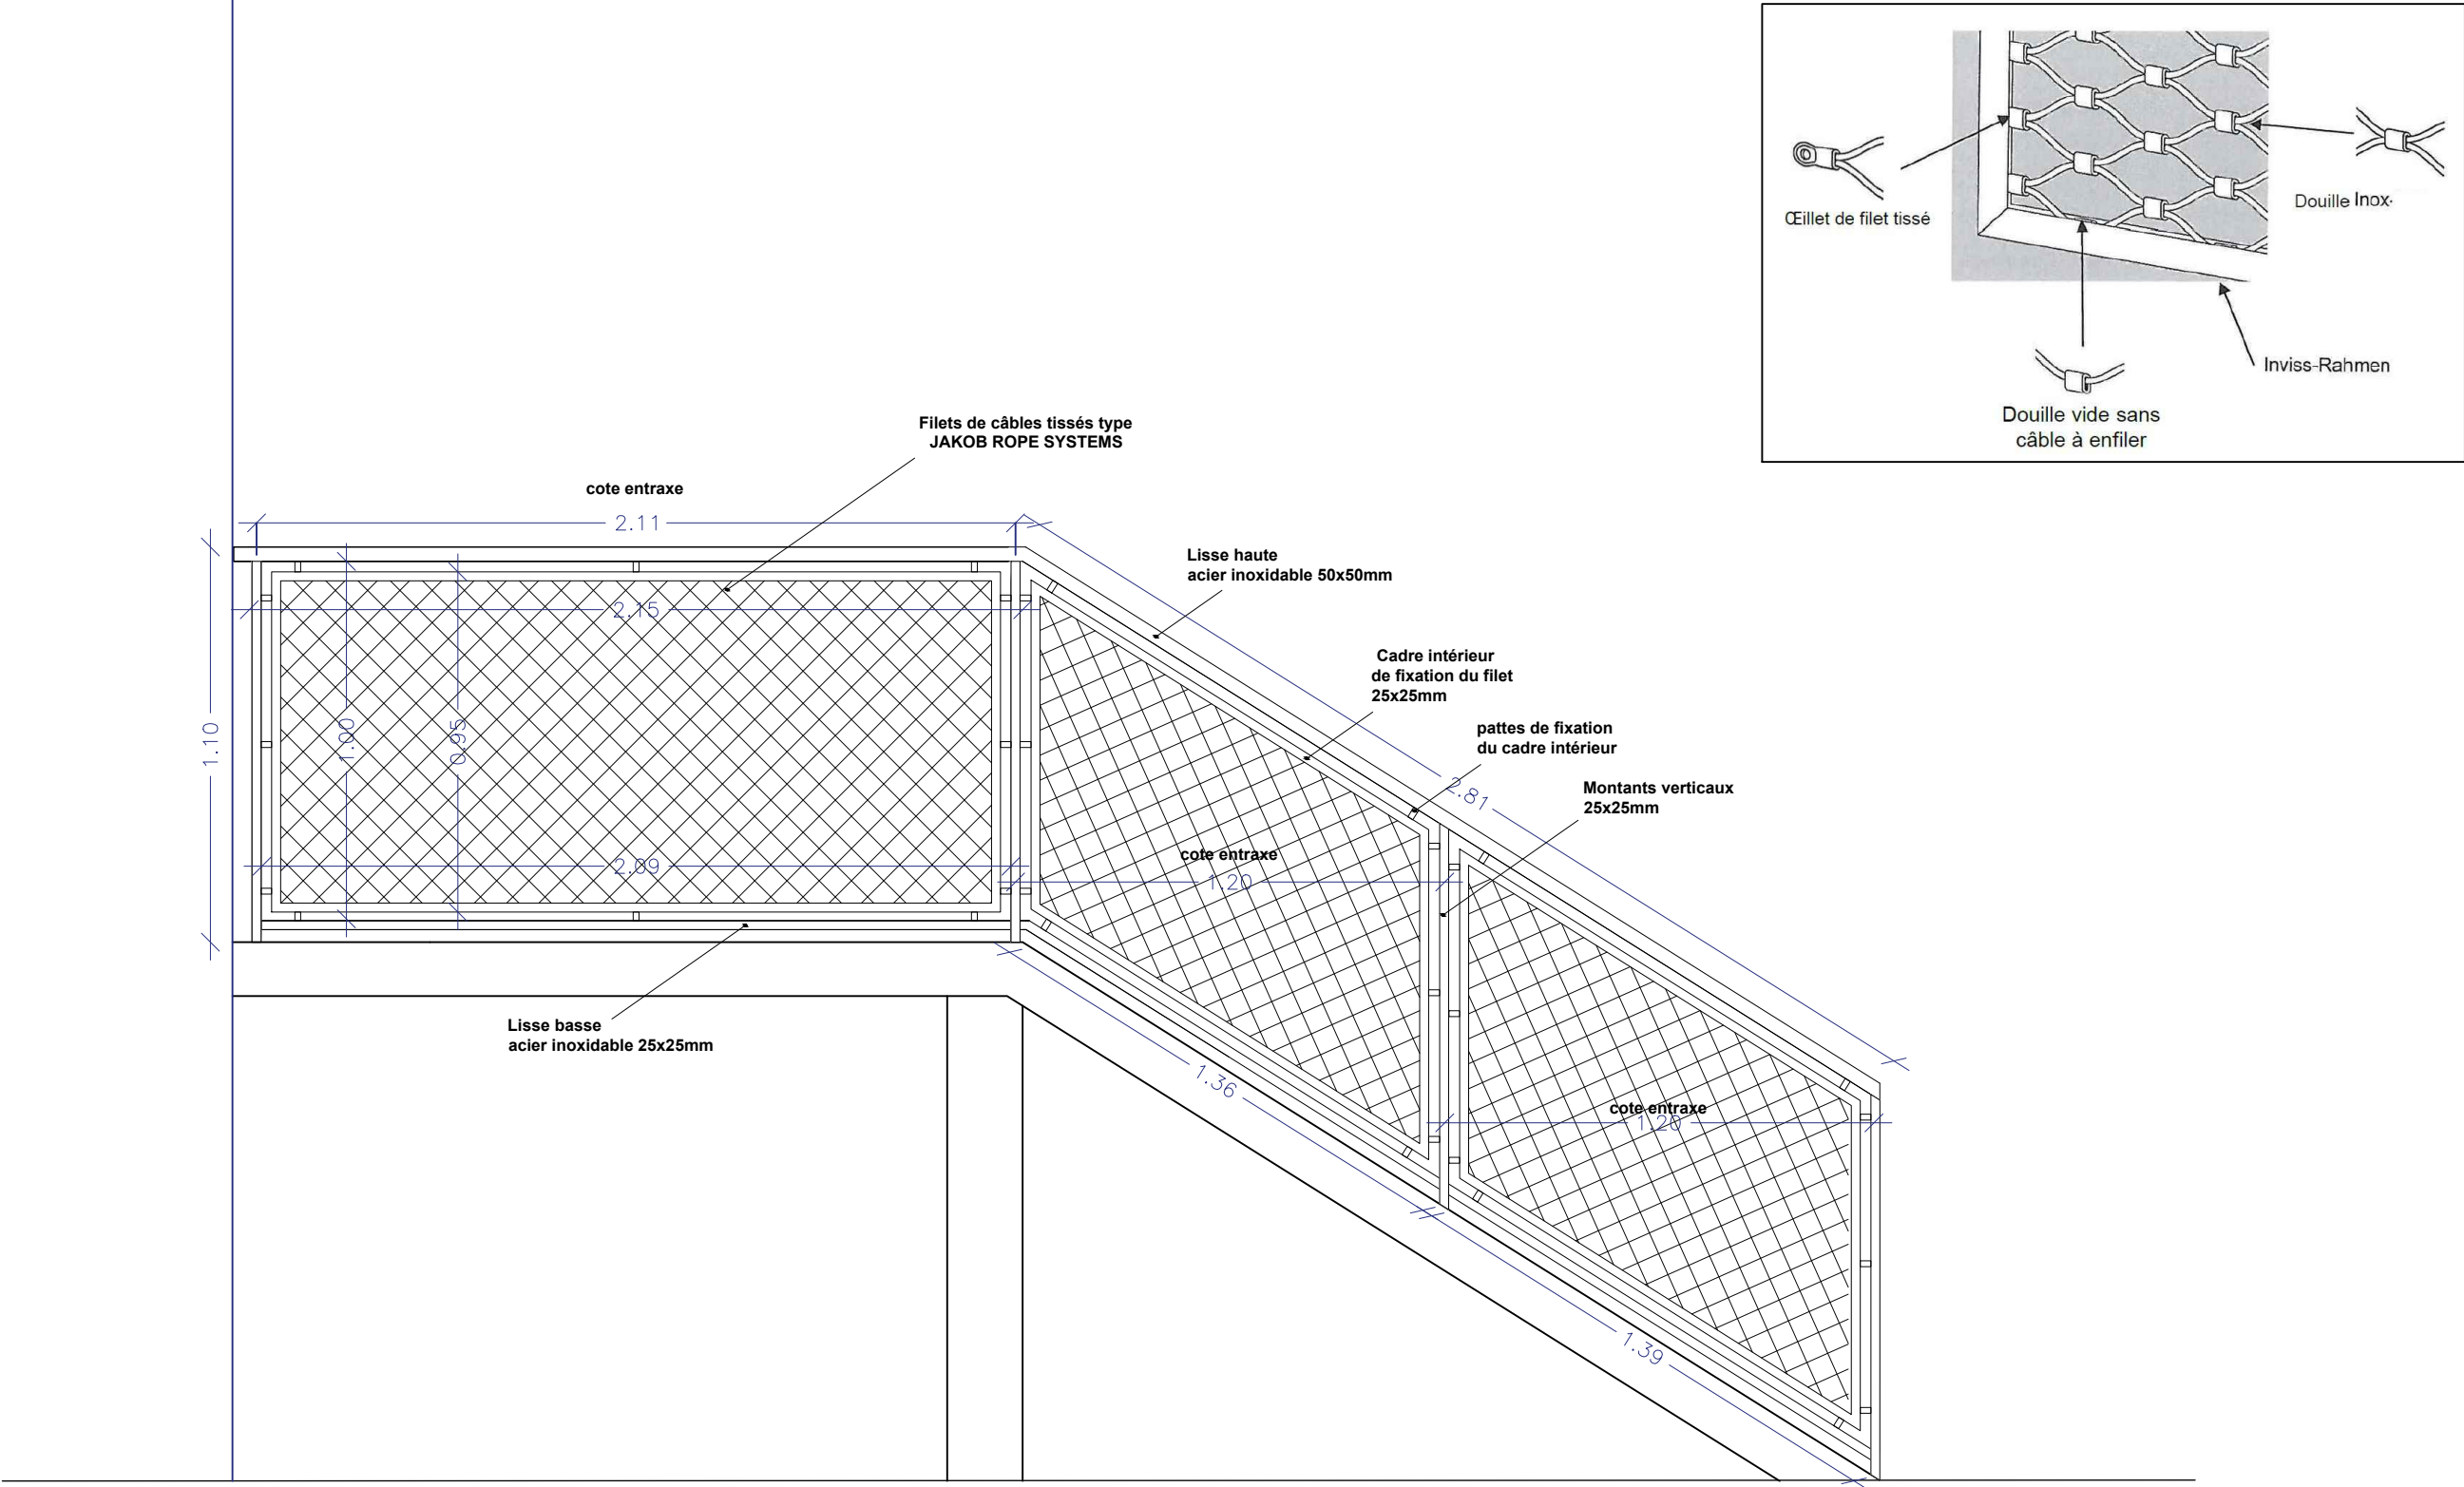 Œillet de filet tissé
Douille Inox
Inviss-Rahmen
Douille vide sans
câble à enfiler
Filets de câbles tissés type
JAKOB ROPE SYSTEMS
cote entraxe
2.11
Lisse haute
acier inoxidable 50x50mm
2.15
Cadre intérieur
de fixation du filet
25x25mm
pattes de fixation
du cadre intérieur
1.10
1.00
0.95
2.81
Montants verticaux
25x25mm
2.09
cote entraxe
1.20
Lisse basse
acier inoxidable 25x25mm
1.36
cote entraxe
1.20
1.39